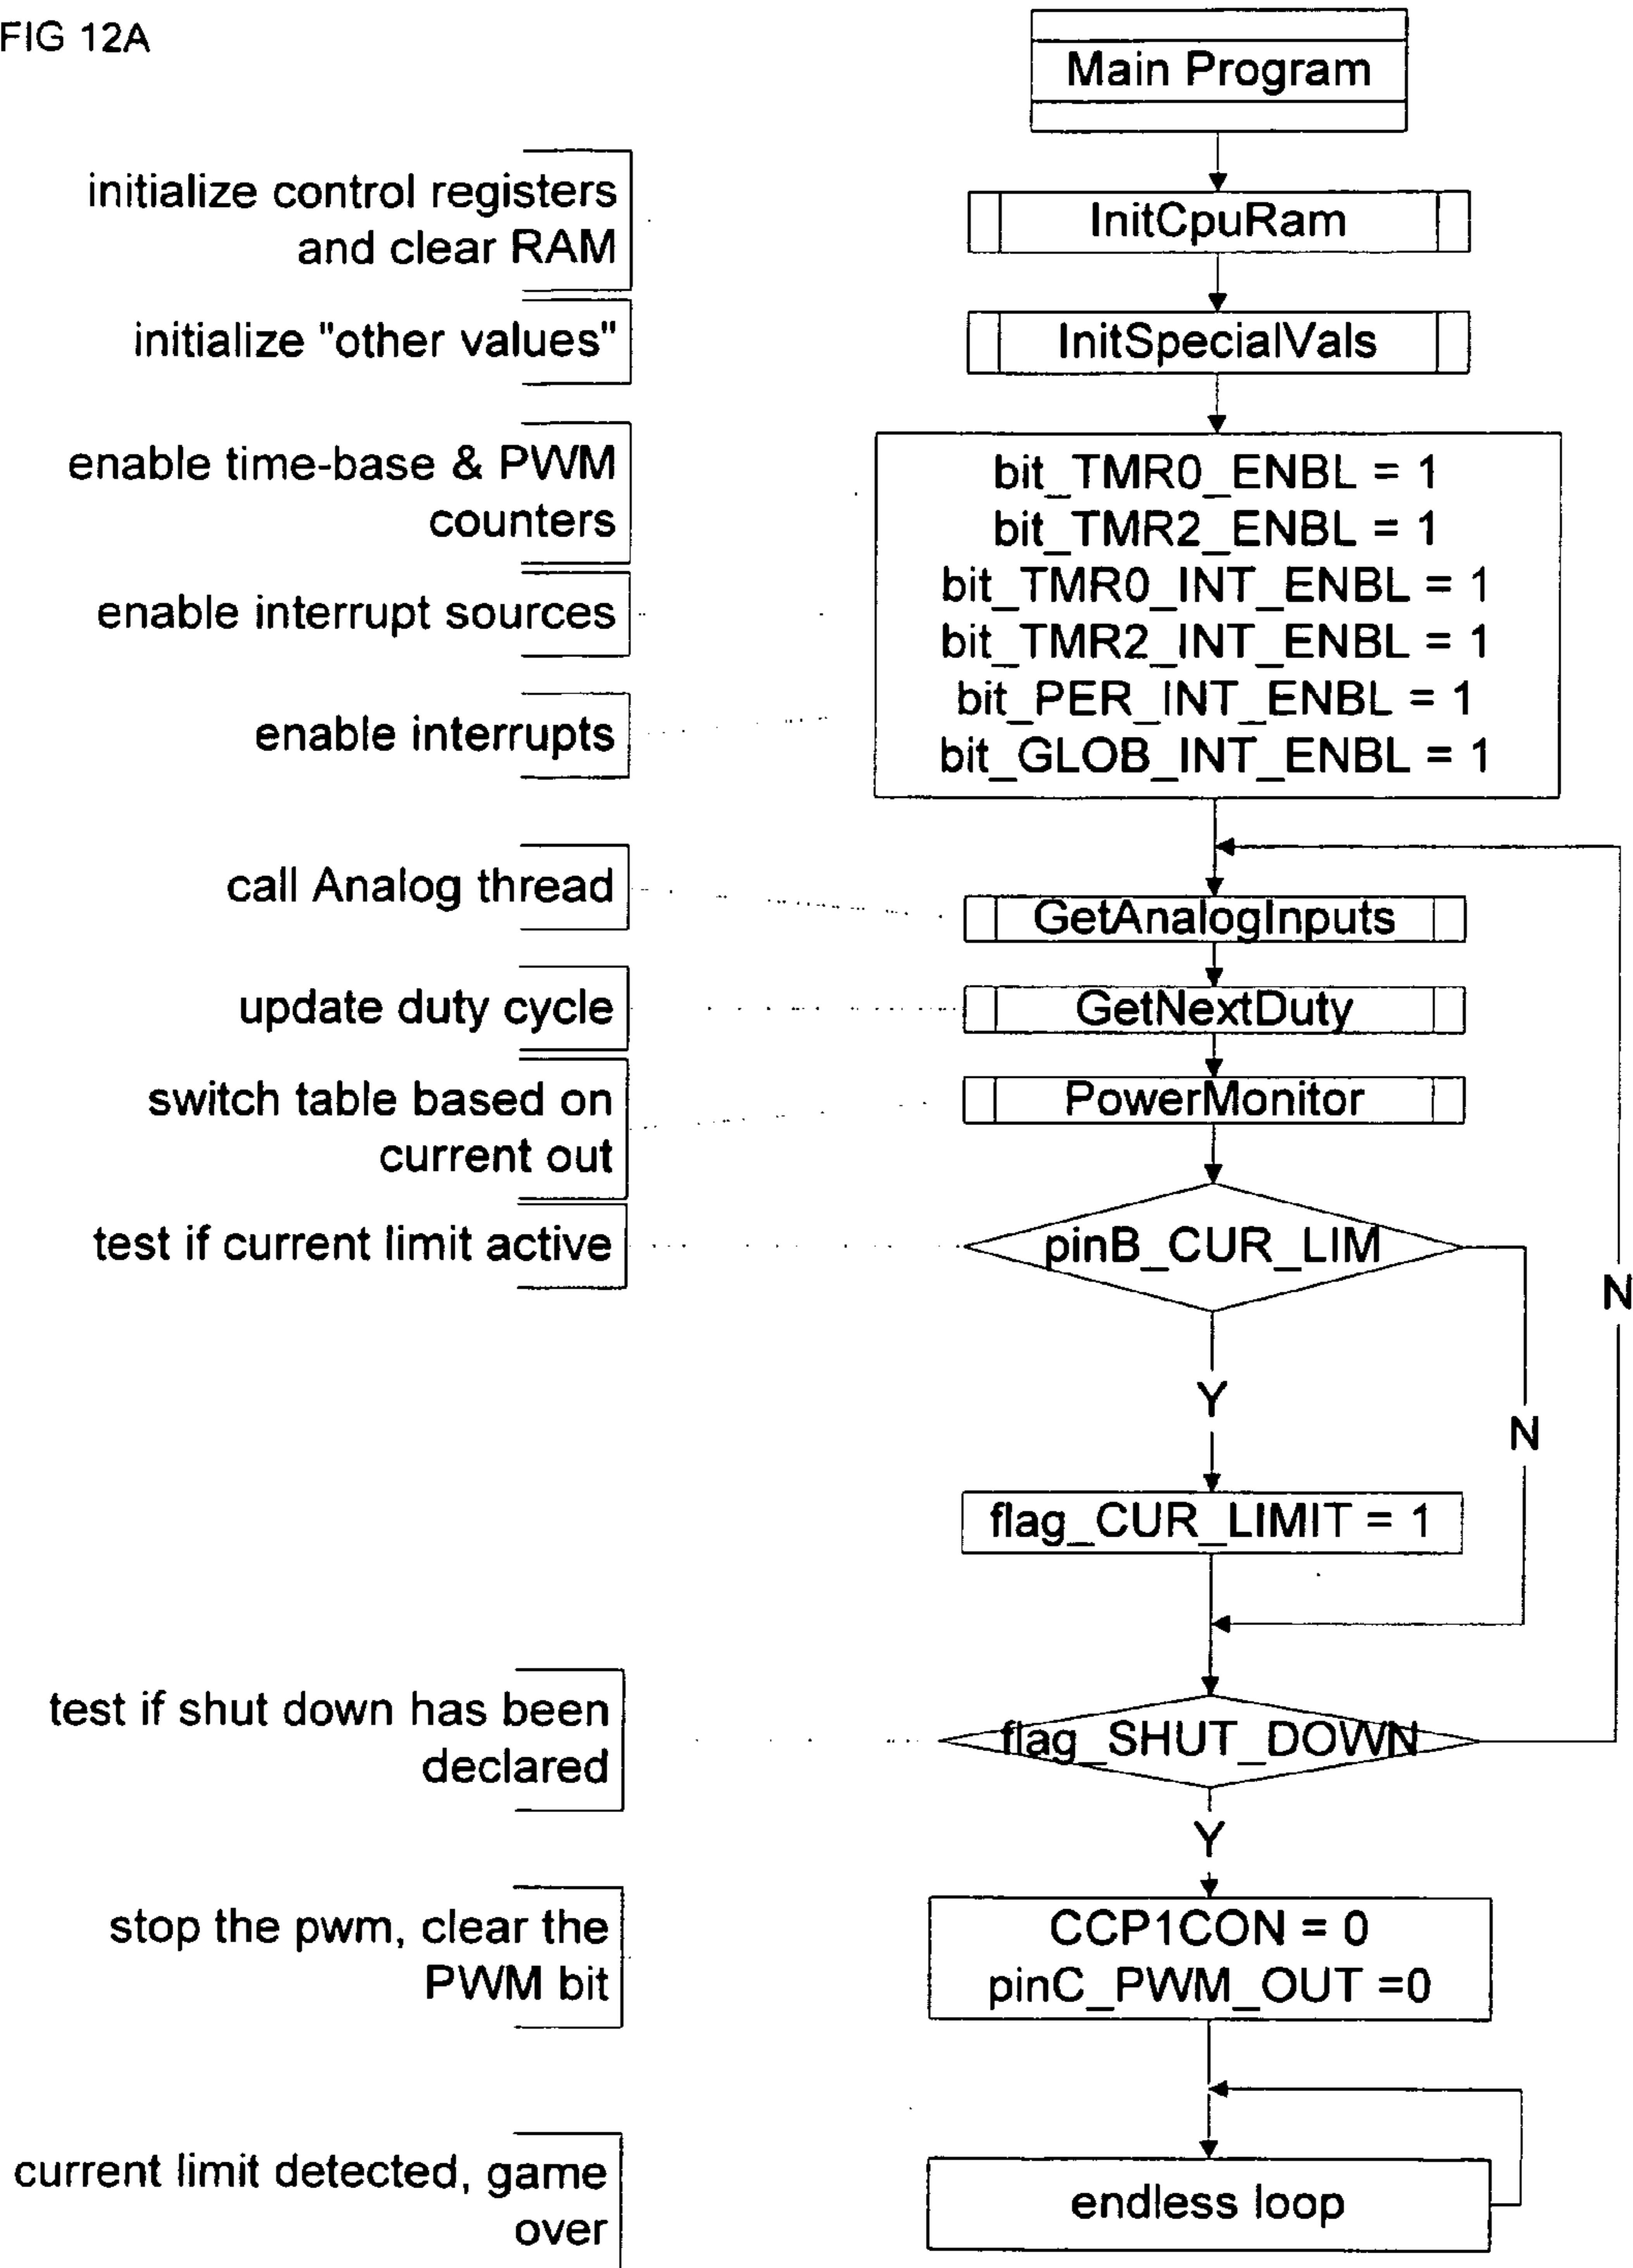 FIG 12A
Main Program
initialize control registers
and clear RAM
InitCpuRam
initialize "other values"
InitSpecialVals
enable time-base & PWM
counters
enable interrupt sources
enable interrupts
bit_TMR0_ENBL = 1
bit_TMR2_ENBL = 1
bit_TMR0_INT_ENBL = 1
bit_TMR2_INT_ENBL = 1
bit_PER_INT_ENBL = 1
bit_GLOB_INT_ENBL = 1
call Analog thread
GetAnalogInputs
update duty cycle
GetNextDuty
switch table based on
current out
PowerMonitor
test if current limit active
pinB_CUR_LIM
N
Y
N
flag_CUR_LIMIT = 1
test if shut down has been
declared
flag_SHUT_DOWN
Y
stop the pwm, clear the
PWM bit
CCP1CON = 0
pinC_PWM_OUT =0
current limit detected, game
over
endless loop